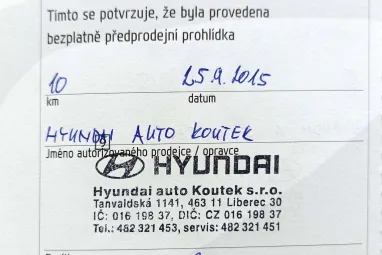 Tímto se potvrzuje, že byla provedena
bezplatně předprodejní prohlídka
10 25.9.2015
km datum
HYUNDAI AUTO KOUTEK
Jméno autorizovaného prodejce / opravce
HYUNDAI
Hyundai auto Koutek s.r.o.
Tanvaldská 1141, 463 11 Liberec 30
IČ: 016 198 37, DIČ: CZ 016 198 37
Tel.: 482 321 453, servis: 482 321 451